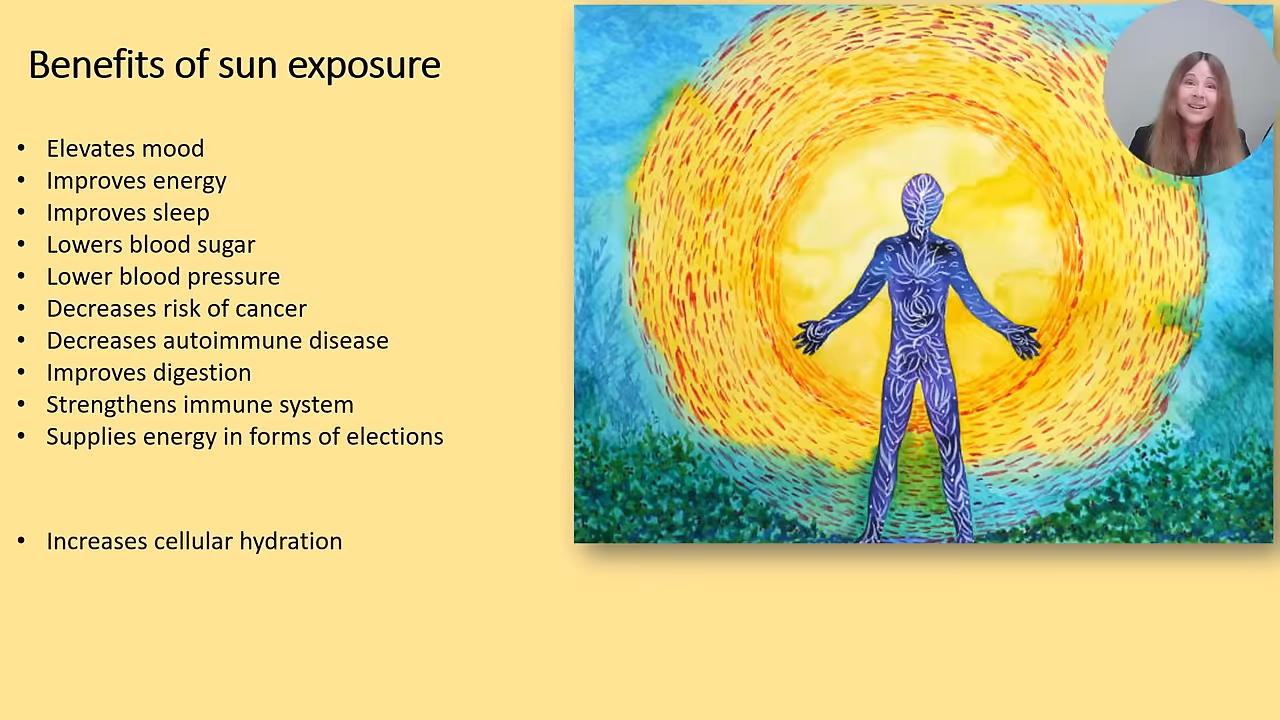 Benefits of sun exposure
• Elevates mood
• Improves energy
• Improves sleep
• Lowers blood sugar
• Lower blood pressure
• Decreases risk of cancer
• Decreases autoimmune disease
• Improves digestion
• Strengthens immune system
• Supplies energy in forms of elections
• Increases cellular hydration